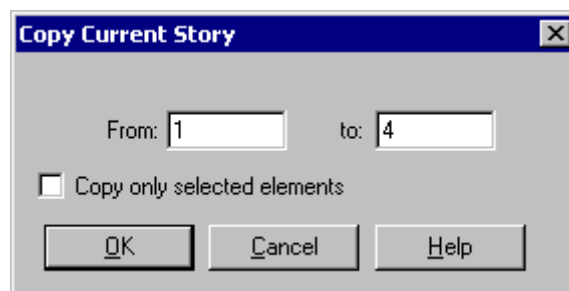 Copy Current Story
From: 1 to: 4
Copy only selected elements
OK Cancel Help